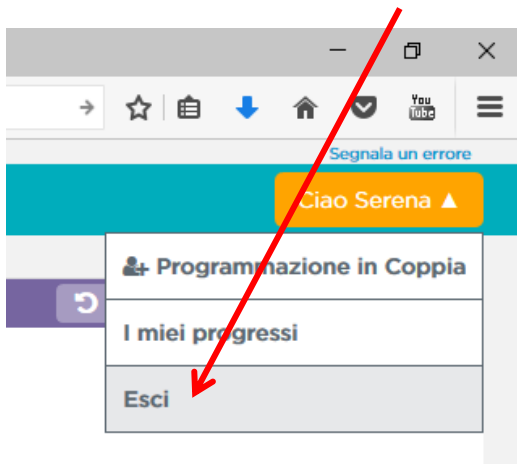 You
Tube
Segnala un errore
Ciao Serena ▲
Programmazione in Coppia
I miei progressi
Esci